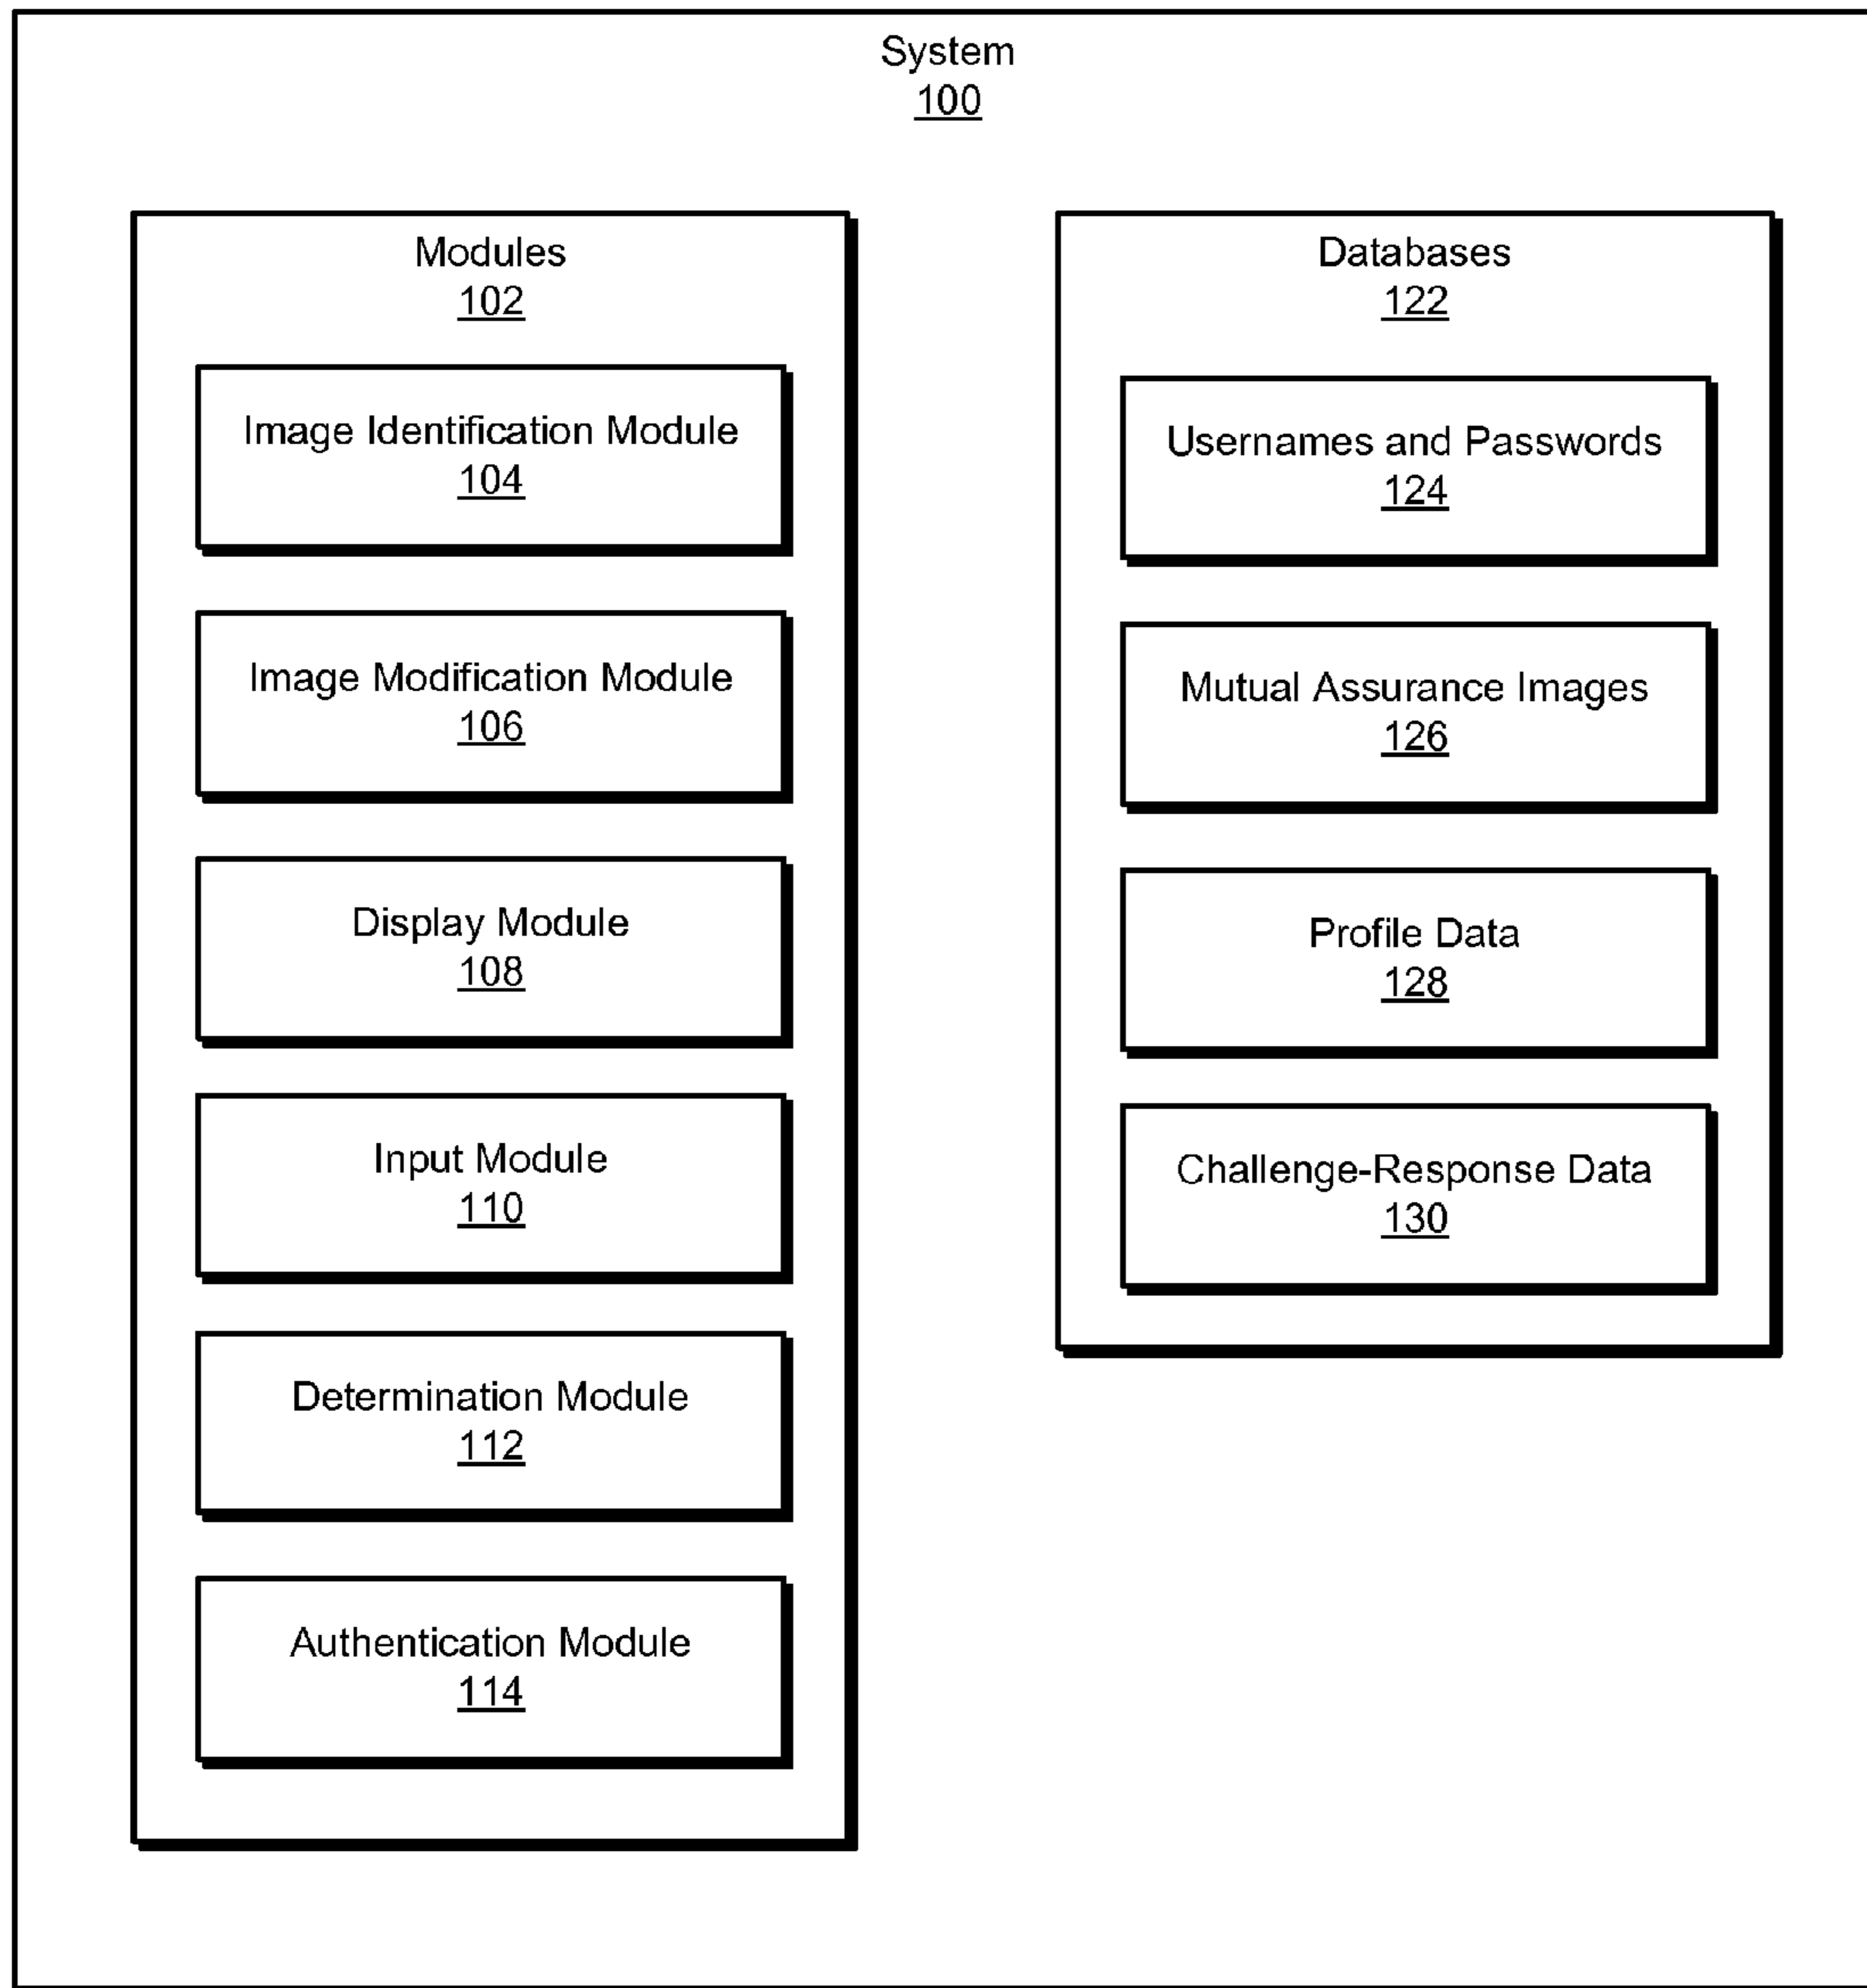 System
100
Modules
102
Image Identification Module
104
Image Modification Module
106
Display Module
108
Input Module
110
Determination Module
112
Authentication Module
114
Databases
122
Usernames and Passwords
124
Mutual Assurance Images
126
Profile Data
128
Challenge-Response Data
130